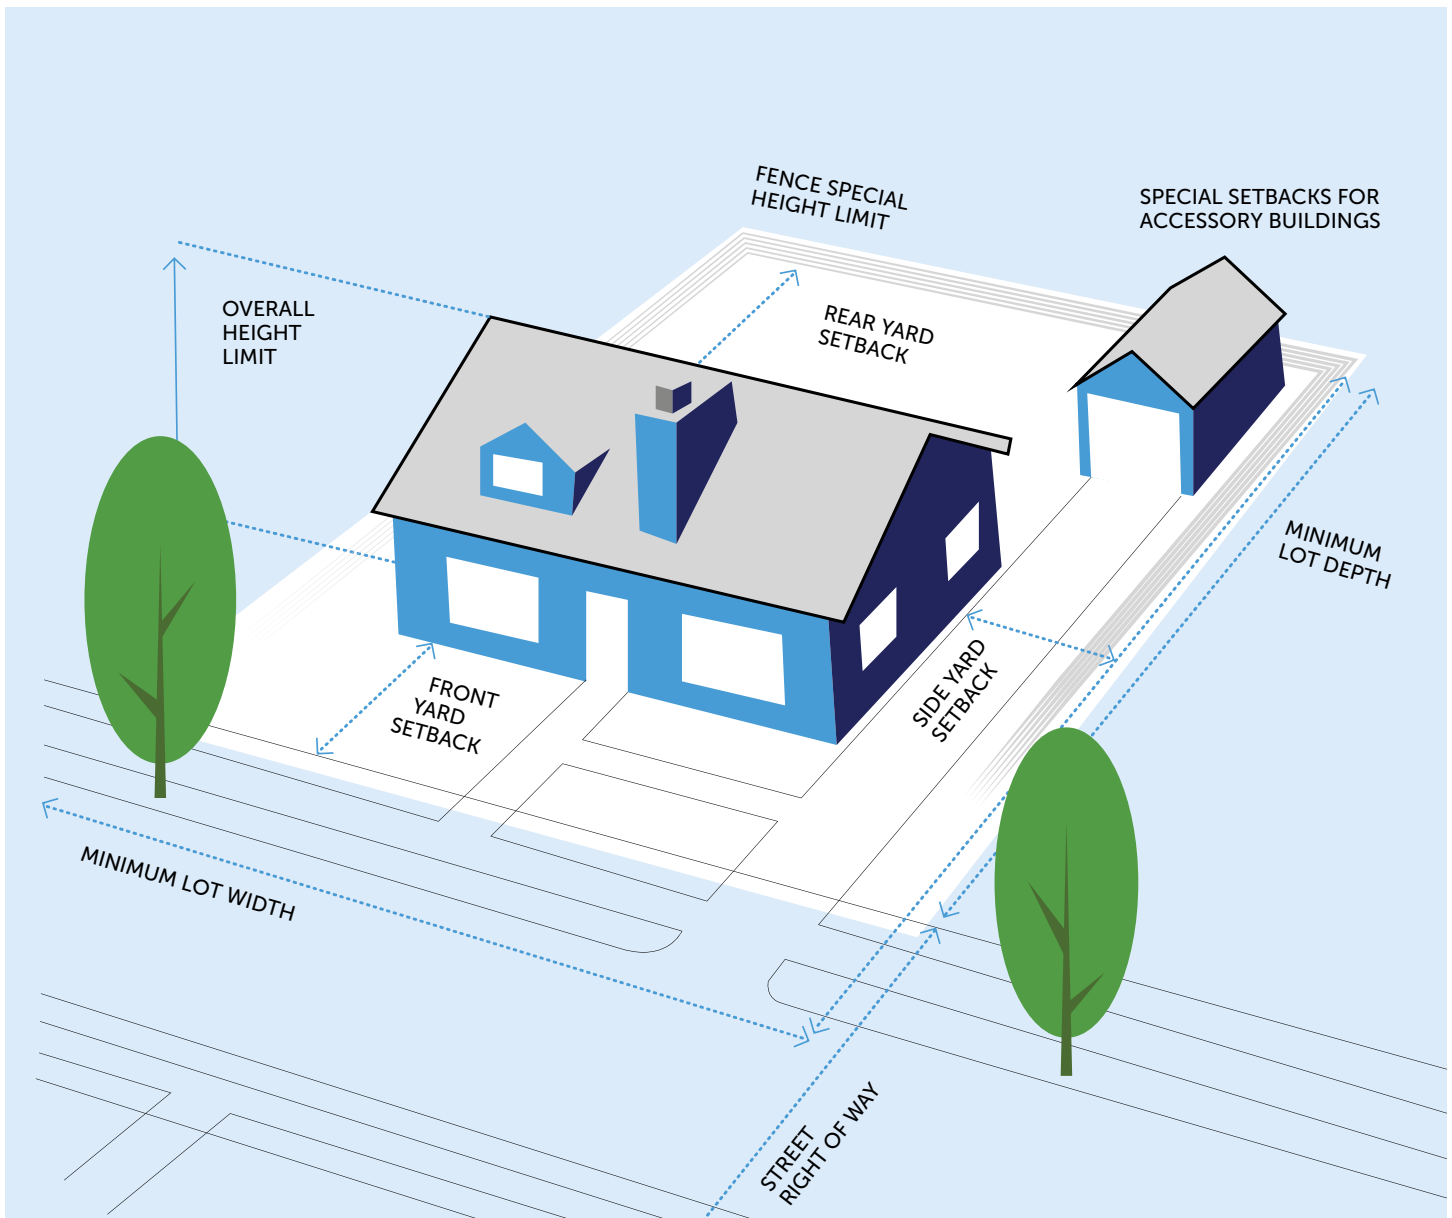 FENCE SPECIAL
HEIGHT LIMIT
SPECIAL SETBACKS FOR
ACCESSORY BUILDINGS
OVERALL
HEIGHT
LIMIT
REAR YARD
SETBACK
MINIMUM
LOT DEPTH
SIDE YARD
SETBACK
FRONT
YARD
SETBACK
MINIMUM LOT WIDTH
STREET
RIGHT OF WAY